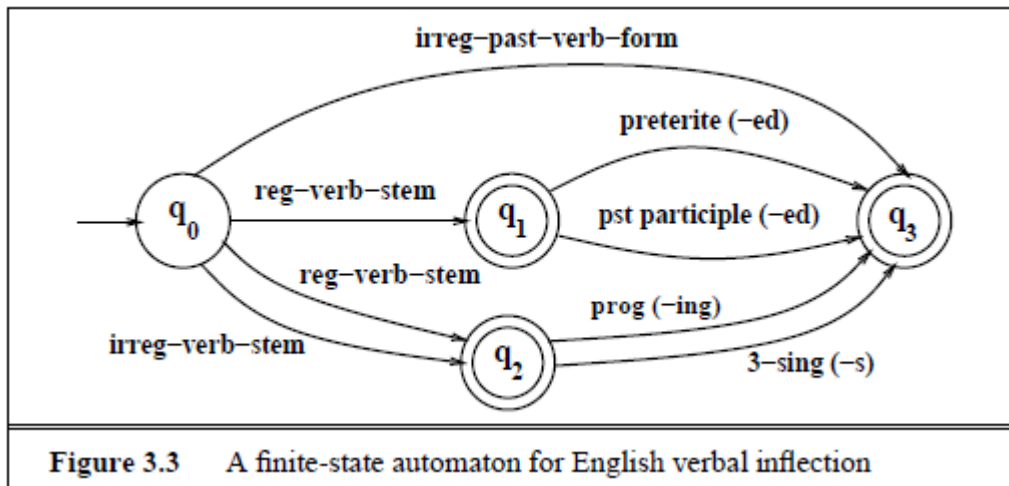 irreg−past−verb−form
preterite (−ed)
reg−verb−stem
pst participle (−ed)
q0
q1
q3
reg−verb−stem
prog (−ing)
irreg−verb−stem
q2
3−sing (−s)
Figure 3.3 A finite-state automaton for English verbal inflection